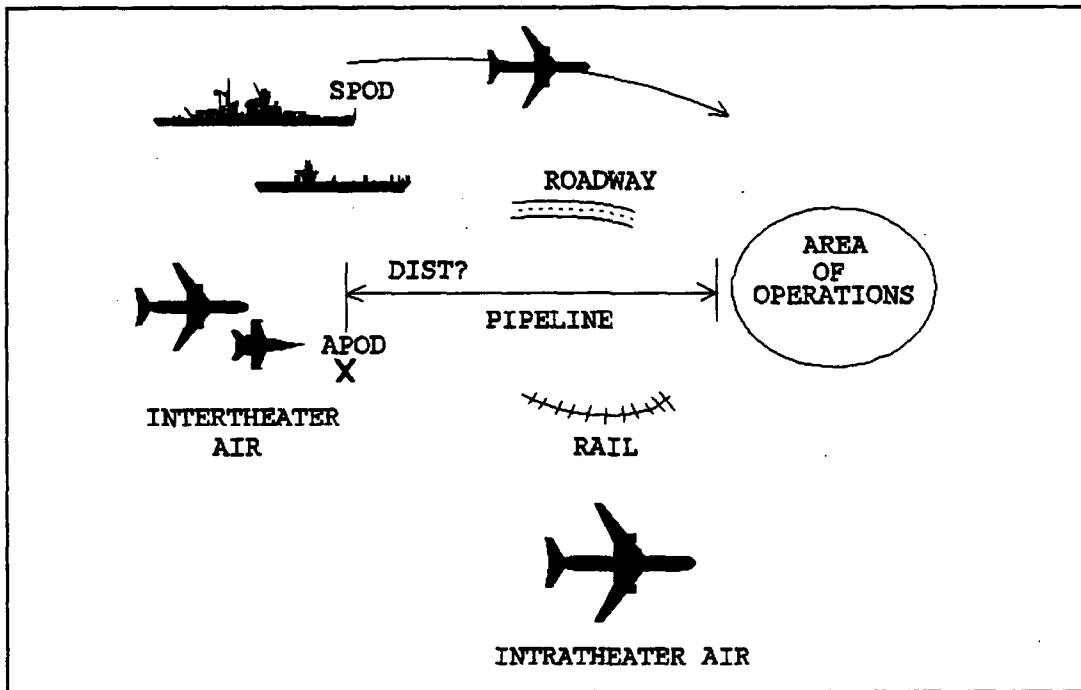 SPOD
ROADWAY
AREA
OF
OPERATIONS
DIST?
PIPELINE
APOD
X
INTERTHEATER
AIR
RAIL
INTRATHEATER AIR